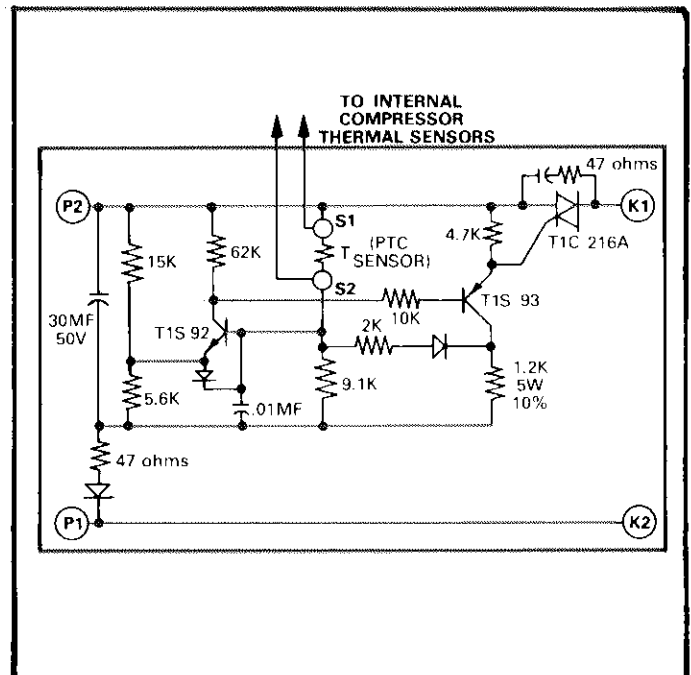 TO INTERNAL
COMPRESSOR
THERMAL SENSORS
47 ohms
P2
S1
K1
15K
62K
T (PTC
SENSOR)
4.7K
T1C 216A
S2
30MF
50V
T1S 92
10K
T1S 93
2K
5.6K
.01MF
9.1K
1.2K
5W
10%
47 ohms
P1
K2